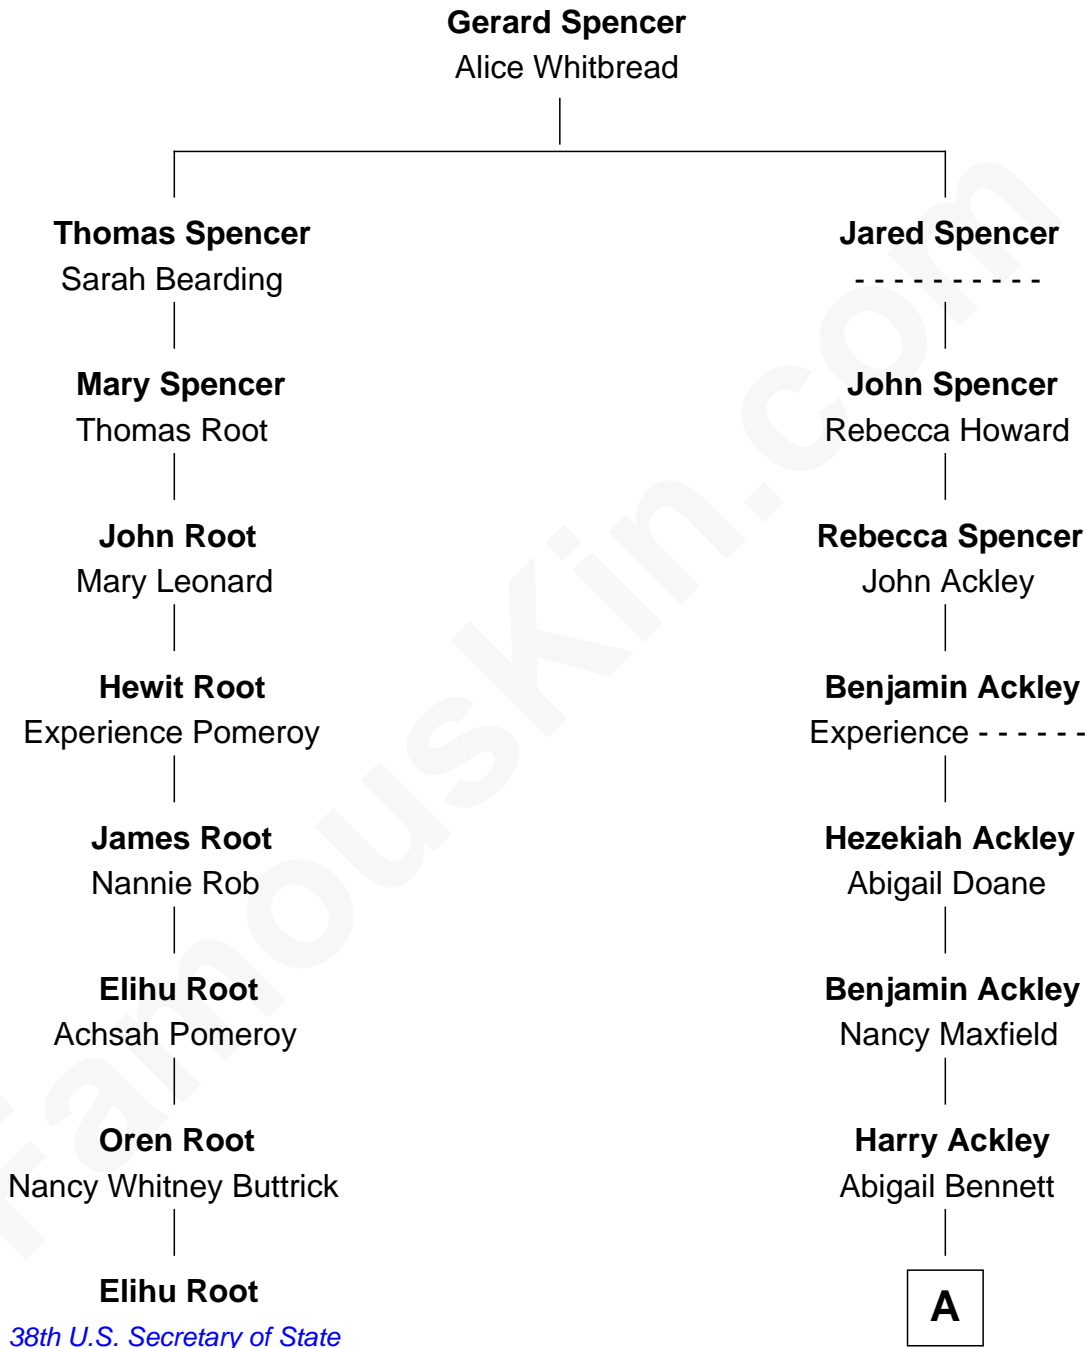 Gerard Spencer
Alice Whitbread
Thomas Spencer
Sarah Bearding
Jared Spencer
- - - - - - - - - -
Mary Spencer
Thomas Root
John Spencer
Rebecca Howard
John Root
Mary Leonard
Rebecca Spencer
John Ackley
Hewit Root
Experience Pomeroy
Benjamin Ackley
Experience - - - - - -
James Root
Nannie Rob
Hezekiah Ackley
Abigail Doane
Elihu Root
Achsah Pomeroy
Benjamin Ackley
Nancy Maxfield
Oren Root
Nancy Whitney Buttrick
Harry Ackley
Abigail Bennett
Elihu Root
38th U.S. Secretary of State
A
FamousKin.com